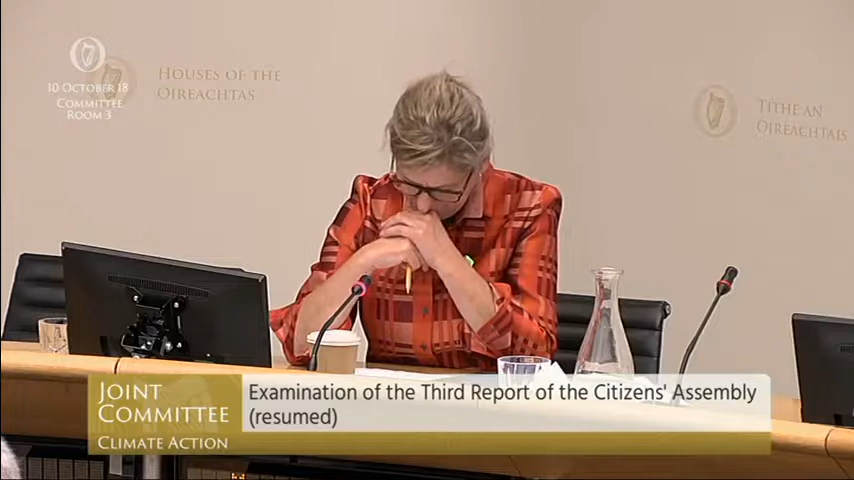 10 October 18
Committee
Room 3
Houses of the
Oireachtas
Tithe an
Oireachtais
Joint
Committee
Climate Action
Examination of the Third Report of the Citizens' Assembly
(resumed)